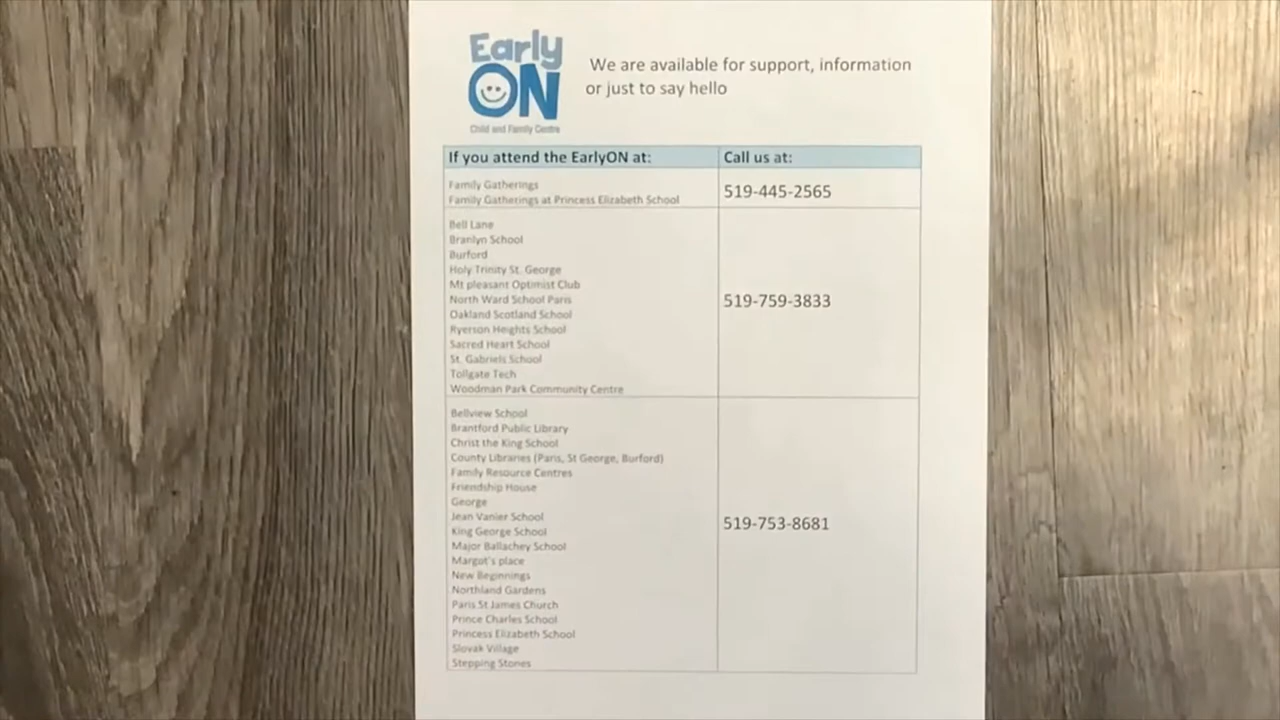 Early
ON
Child and Family Centre
We are available for support, information
or just to say hello
If you attend the EarlyON at:
Call us at:
Family Gatherings
Family Gatherings at Princess Elizabeth School
519-445-2565
Bell Lane
Branlyn School
Burford
Holy Trinity St. George
Mt pleasant Optimist Club
North Ward School Paris
Oakland Scotland School
Ryerson Heights School
Sacred Heart School
St. Gabriels School
Tollgate Tech
Woodman Park Community Centre
519-759-3833
Bellview School
Brantford Public Library
Christ the King School
County Libraries (Paris, St George, Burford)
Family Resource Centres
Friendship House
George
Jean Vanier School
King George School
Major Ballachey School
Margot's place
New Beginnings
Northland Gardens
Paris St James Church
Prince Charles School
Princess Elizabeth School
Slovak Village
Stepping Stones
519-753-8681